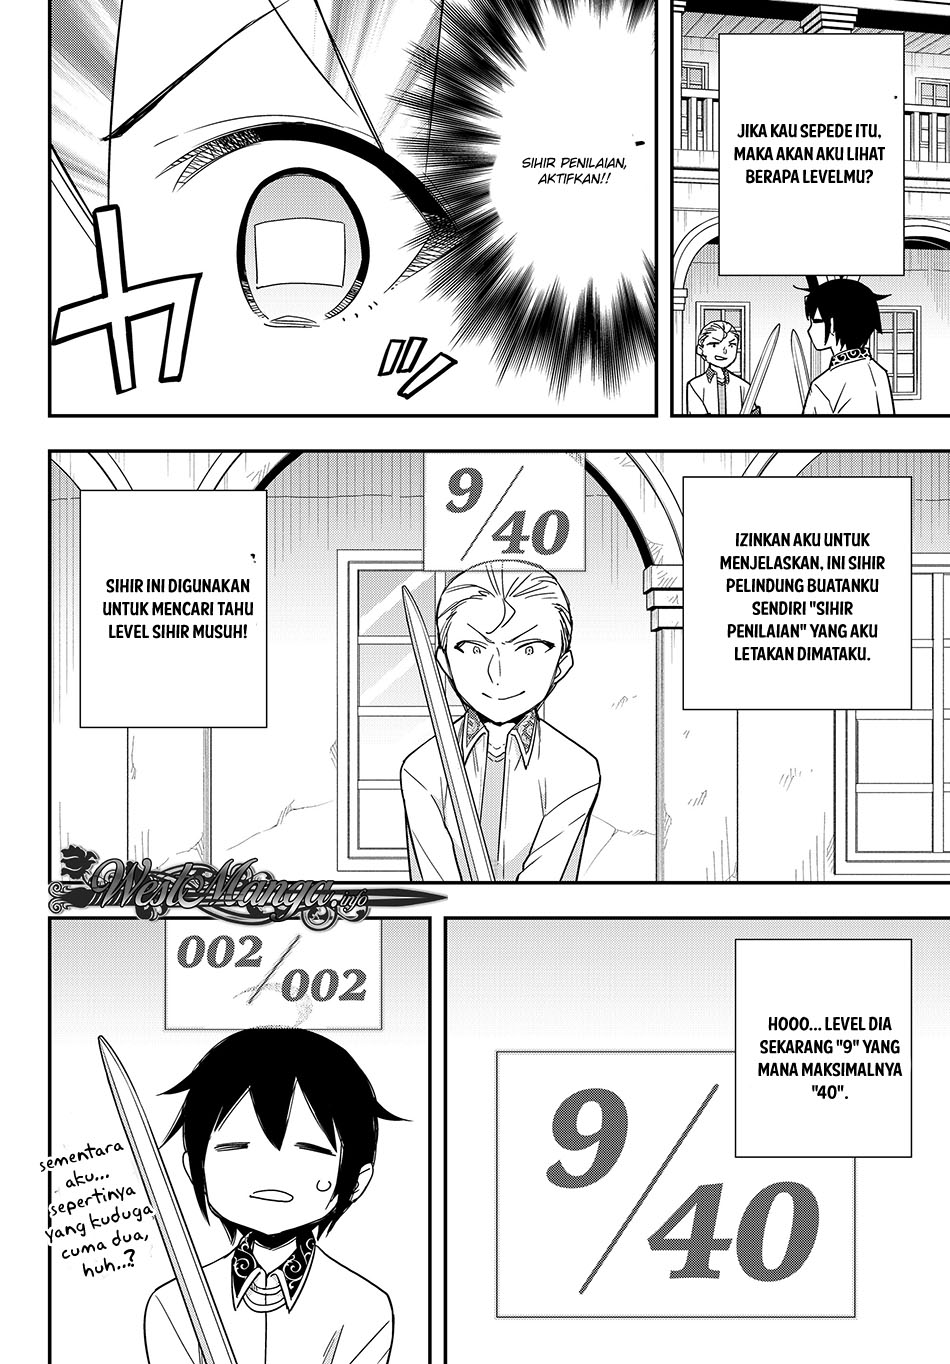 JIKA KAU SEPEDE ITU,
MAKA AKAN AKU LIHAT
BERAPA LEVELMU?
SIHIR PENILAIAN,
AKTIFKAN!!
カッ
IZINKAN AKU UNTUK
MENJELASKAN, INI SIHIR
PELINDUNG BUATANKU
SENDIRI "SIHIR
PENILAIAN" YANG AKU
LETAKAN DIMATAKU.
9/40
SIHIR INI DIGUNAKAN
UNTUK MENCARI TAHU
LEVEL SIHIR MUSUH!
WestManga.info
HOOO... LEVEL DIA
SEKARANG "9" YANG
MANA MAKSIMALNYA
"40".
9/40
002/002
sementara
aku...
sepertinya
yang kuduga
cuma dua,
huh...?